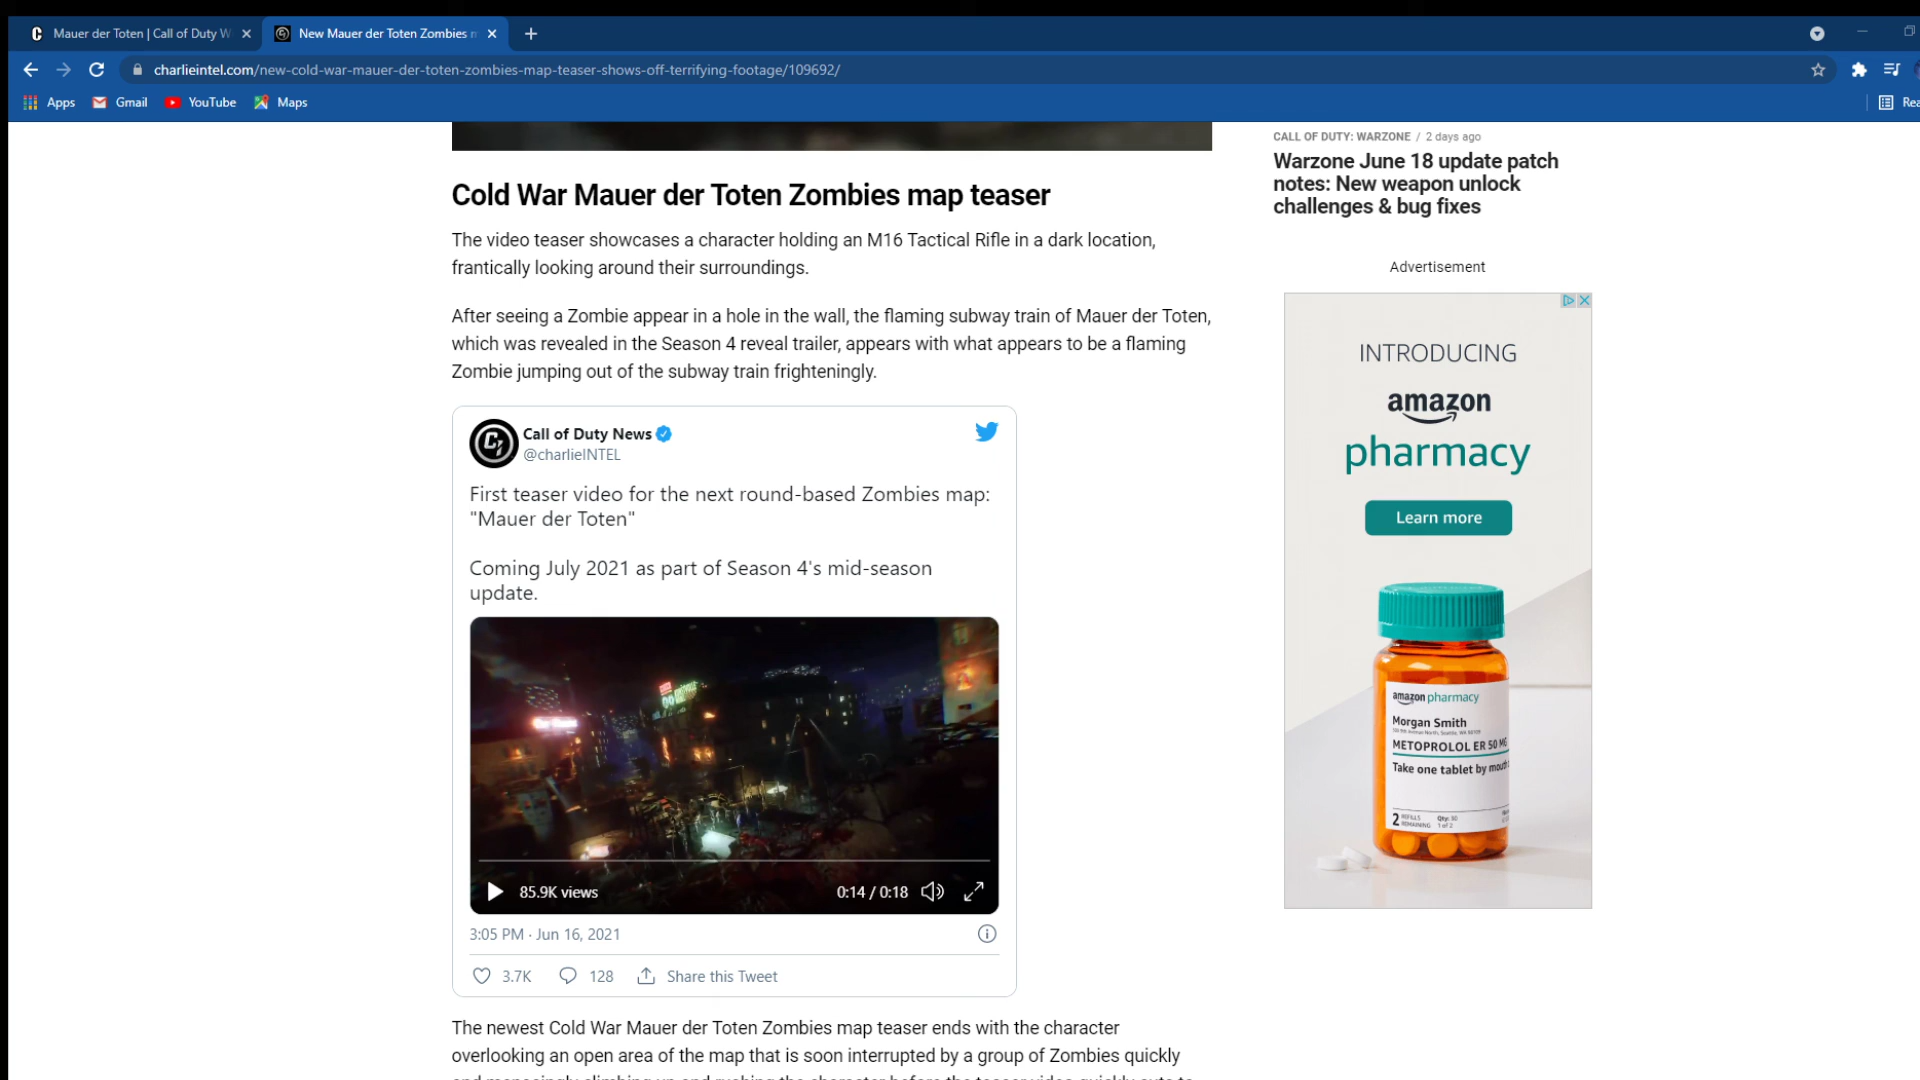 Mauer der Toten | Call of Duty W
New Mauer der Toten Zombies m
charlieintel.com/new-cold-war-mauer-der-toten-zombies-map-teaser-shows-off-terrifying-footage/109692/
Apps
Gmail
YouTube
Maps
Rea
Cold War Mauer der Toten Zombies map teaser
The video teaser showcases a character holding an M16 Tactical Rifle in a dark location,
frantically looking around their surroundings.
After seeing a Zombie appear in a hole in the wall, the flaming subway train of Mauer der Toten,
which was revealed in the Season 4 reveal trailer, appears with what appears to be a flaming
Zombie jumping out of the subway train frighteningly.
Call of Duty News
@charlieINTEL
First teaser video for the next round-based Zombies map:
"Mauer der Toten"
Coming July 2021 as part of Season 4's mid-season
update.
85.9K views
0:14 / 0:18
3:05 PM · Jun 16, 2021
3.7K
128
Share this Tweet
The newest Cold War Mauer der Toten Zombies map teaser ends with the character
overlooking an open area of the map that is soon interrupted by a group of Zombies quickly
CALL OF DUTY: WARZONE / 2 days ago
Warzone June 18 update patch
notes: New weapon unlock
challenges & bug fixes
Advertisement
INTRODUCING
amazon
pharmacy
Learn more
amazon pharmacy
Morgan Smith
METOPROLOL ER 50 MG
Take one tablet by mouth
2 REFILLS
REMAINING
Qty: 90
1 of 2